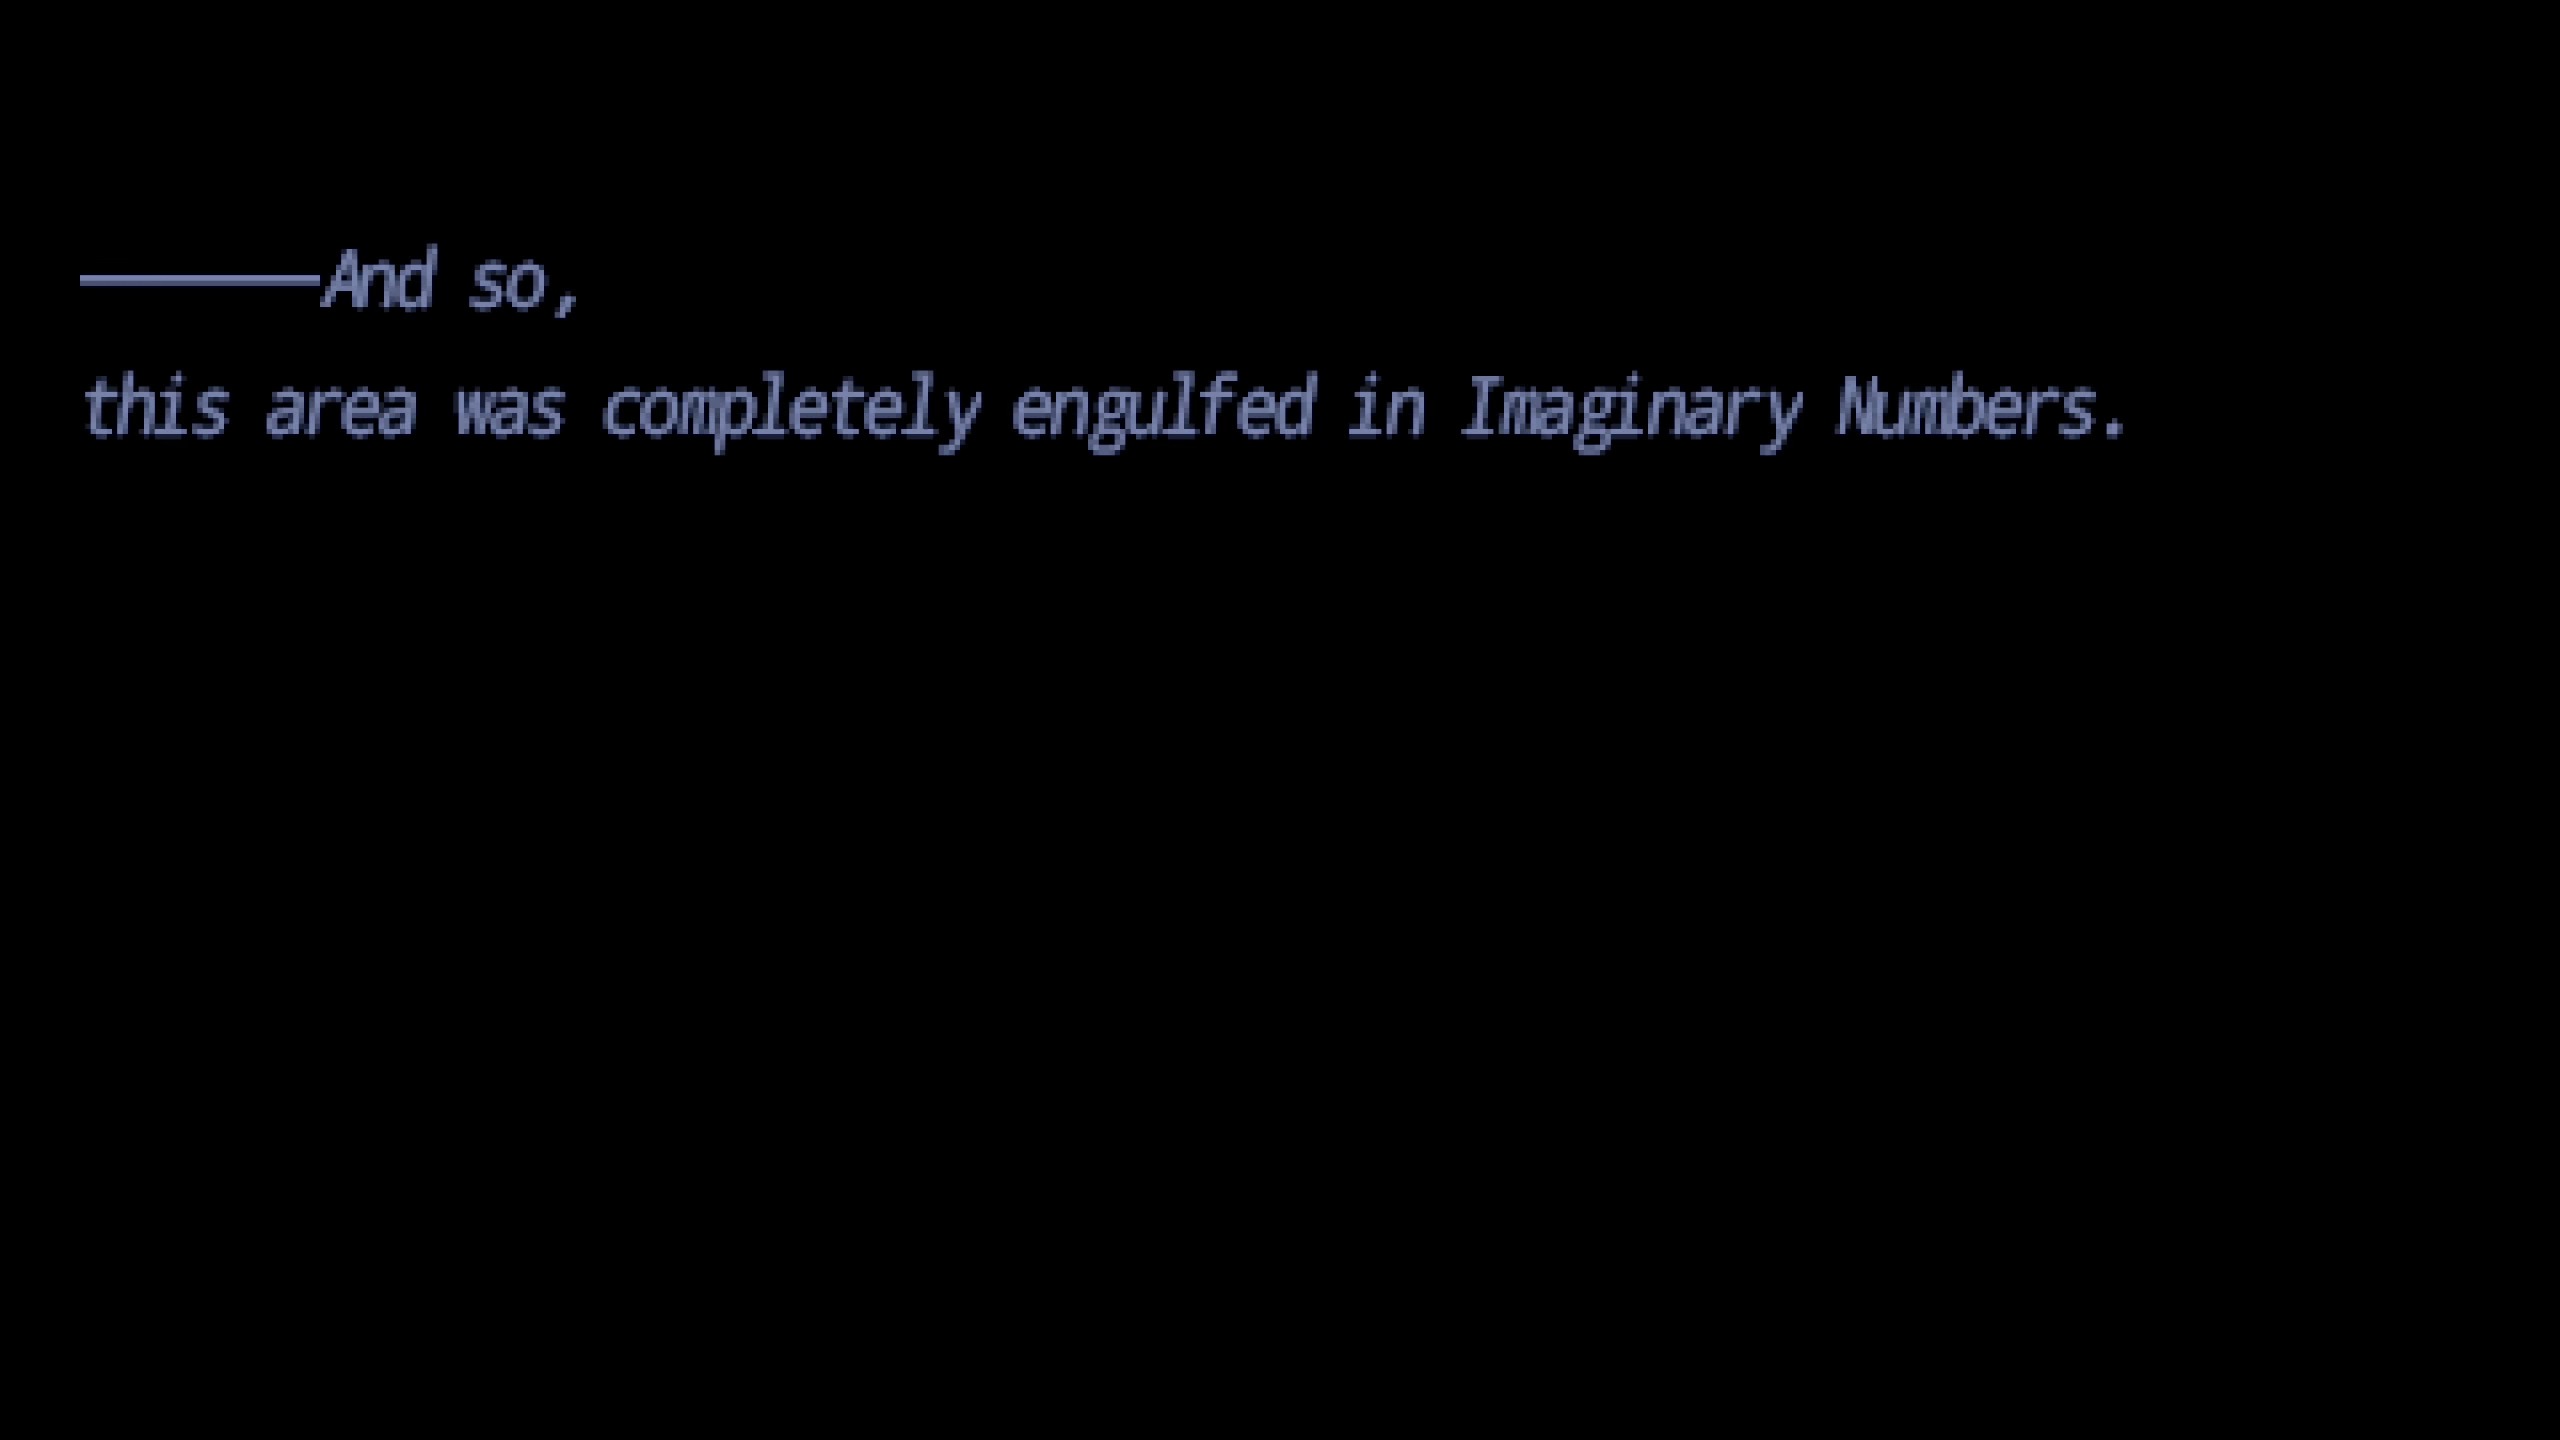 ———And so,
this area was completely engulfed in Imaginary Numbers.